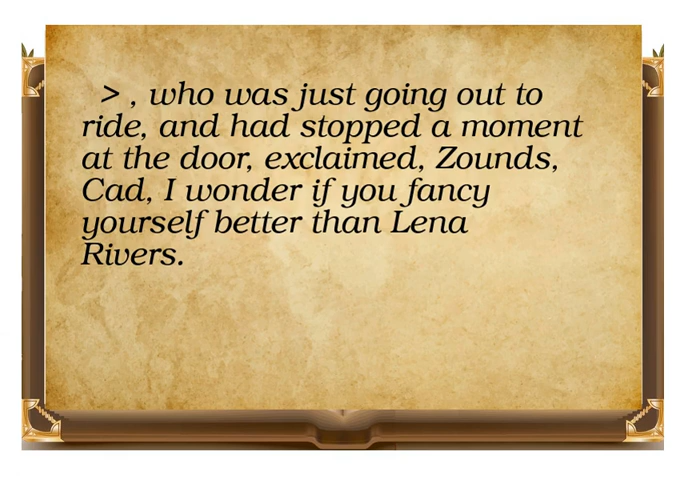 > , who was just going out to
ride, and had stopped a moment
at the door, exclaimed, Zounds,
Cad, I wonder if you fancy
yourself better than Lena
Rivers.